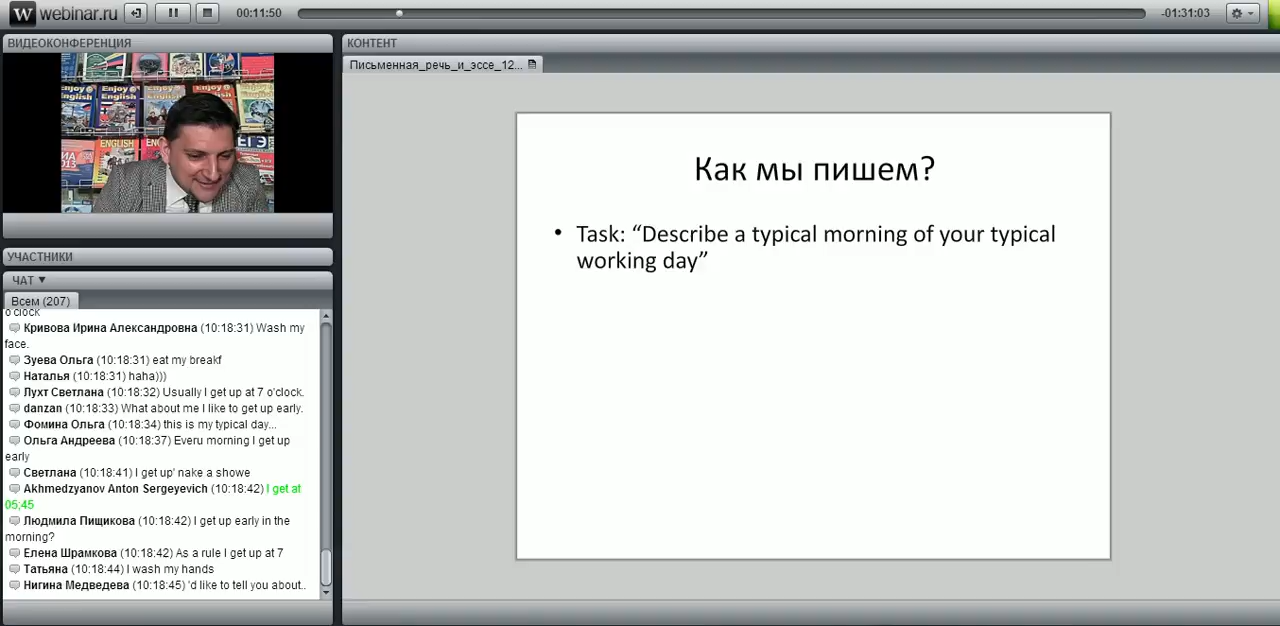 W webinar.ru
00:11:50
-01:31:03
ВИДЕОКОНФЕРЕНЦИЯ
Enjoy English
Enjoy English
ENGLISH
ЕГЭ
2013
УЧАСТНИКИ
ЧАТ
Всем (207)
o'clock
Кривова Ирина Александровна (10:18:31) Wash my
face.
Зуева Ольга (10:18:31) eat my breakf
Наталья (10:18:31) haha)))
Лухт Светлана (10:18:32) Usually I get up at 7 o'clock.
danzan (10:18:33) What about me I like to get up early.
Фомина Ольга (10:18:34) this is my typical day...
Ольга Андреева (10:18:37) Everu morning I get up
early
Светлана (10:18:41) I get up' nake a showe
Akhmedzyanov Anton Sergeyevich (10:18:42) I get at
05;45
Людмила Пищикова (10:18:42) I get up early in the
morning?
Елена Шрамкова (10:18:42) As a rule I get up at 7
Татьяна (10:18:44) I wash my hands
Нигина Медведева (10:18:45) 'd like to tell you about..
КОНТЕНТ
Письменная_речь_и_эссе_12...
Как мы пишем?
• Task: “Describe a typical morning of your typical
working day”